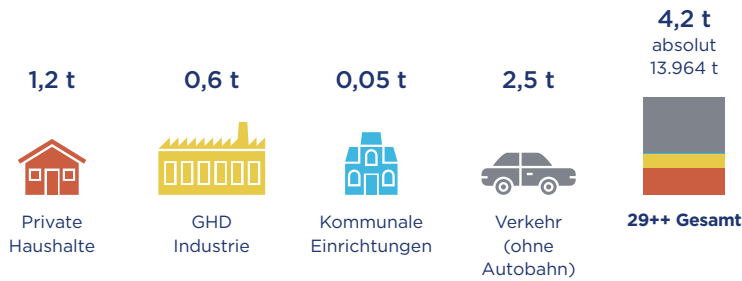 4,2 t
absolut
13.964 t
1,2 t
0,6 t
0,05 t
2,5 t
Private
Haushalte
GHD
Industrie
Kommunale
Einrichtungen
Verkehr
(ohne
Autobahn)
29++ Gesamt